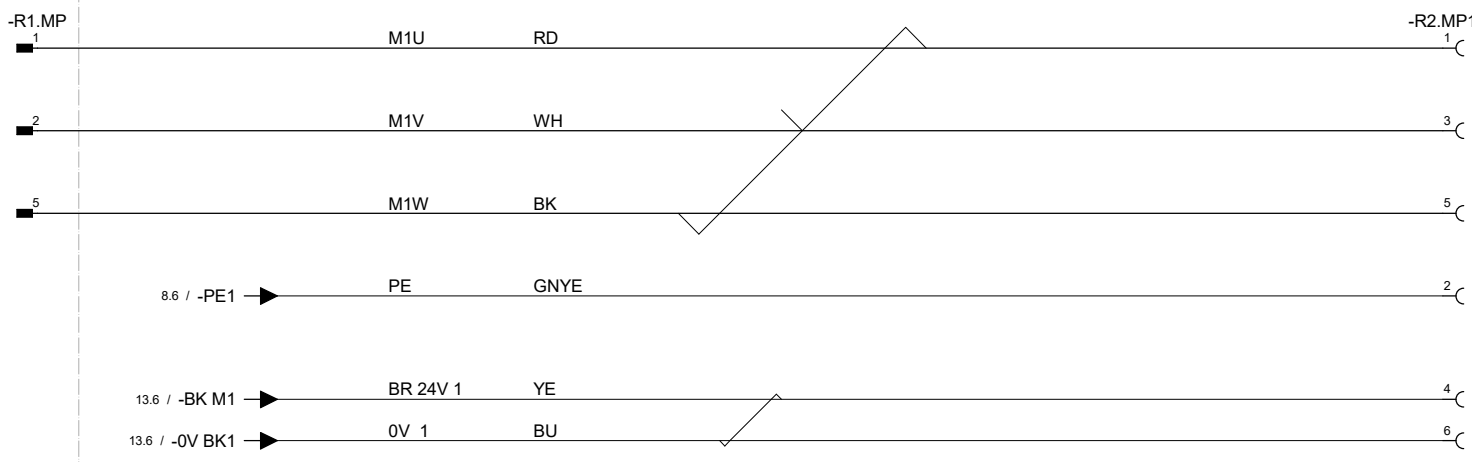 -R1.MP -R2.MP1
1 M1U RD 1
2 M1V WH 3
5 M1W BK 5
8.6 / -PE1 PE GNYE 2
13.6 / -BK M1 BR 24V 1 YE 4
13.6 / -0V BK1 0V 1 BU 6